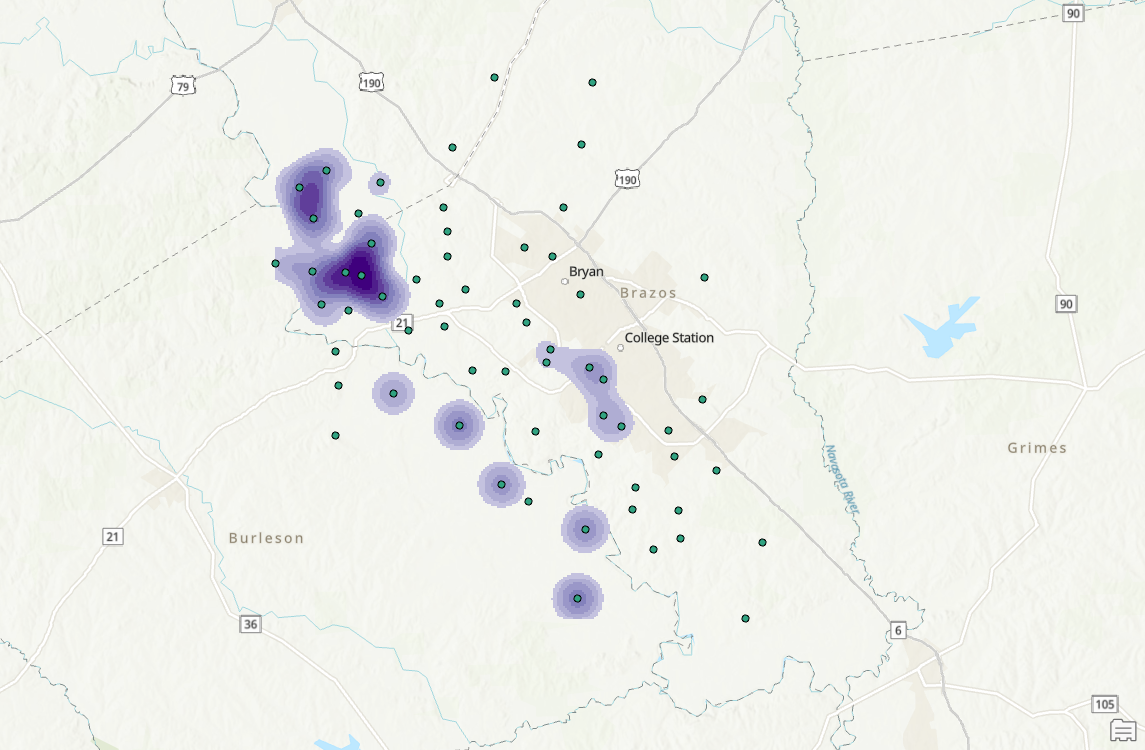 90
79
190
190
Bryan
Brazos
90
21
College Station
Grimes
Navasota River
21
Burleson
36
6
105